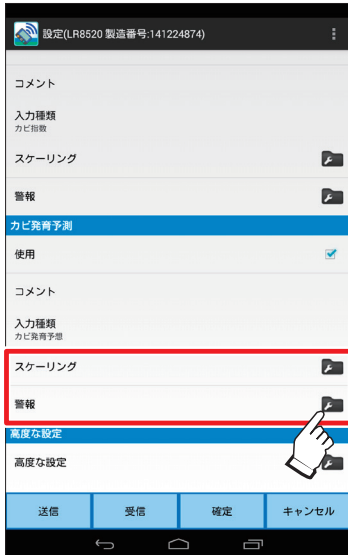 設定(LR8520 製造番号:141224874)
コメント
入力種類
カビ指数
スケーリング
警報
カビ発育予測
使用
コメント
入力種類
カビ発育予想
スケーリング
警報
高度な設定
高度な設定
送信
受信
確定
キャンセル